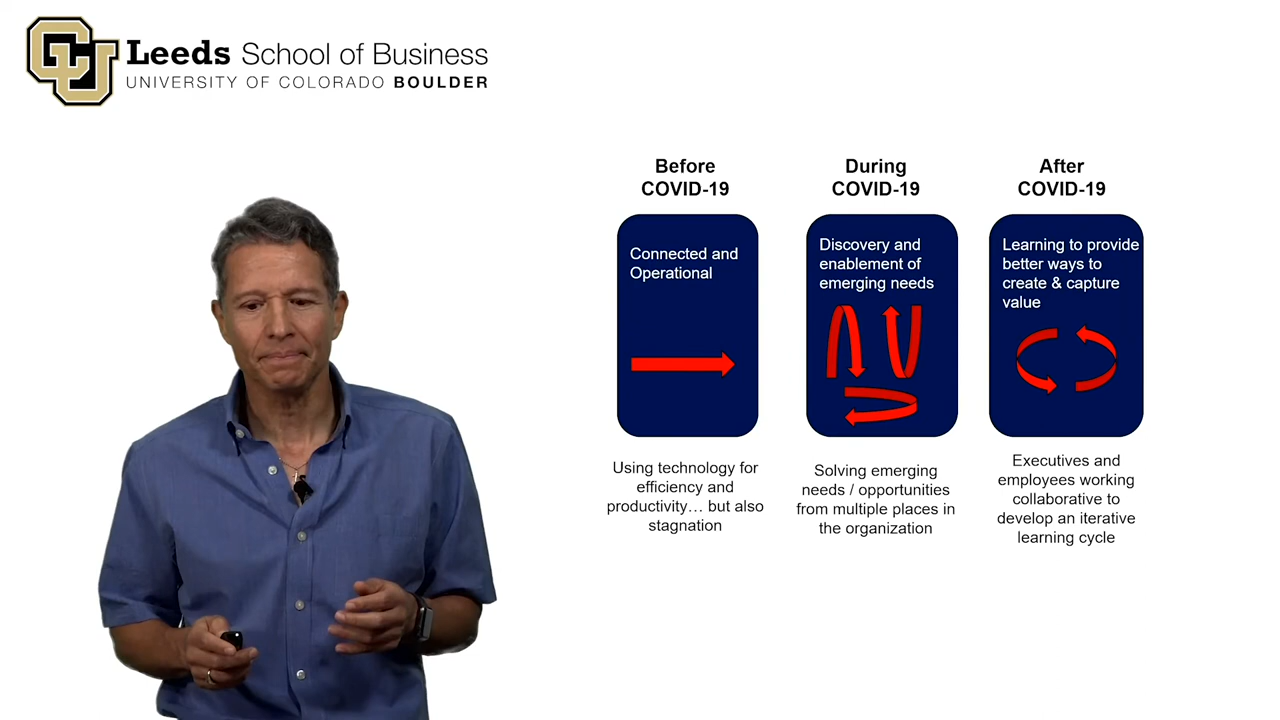 CU
Leeds School of Business
UNIVERSITY OF COLORADO BOULDER
Before
COVID-19
Connected and
Operational
Using technology for
efficiency and
productivity… but also
stagnation
During
COVID-19
Discovery and
enablement of
emerging needs
Solving emerging
needs / opportunities
from multiple places in
the organization
After
COVID-19
Learning to provide
better ways to
create & capture
value
Executives and
employees working
collaborative to
develop an iterative
learning cycle